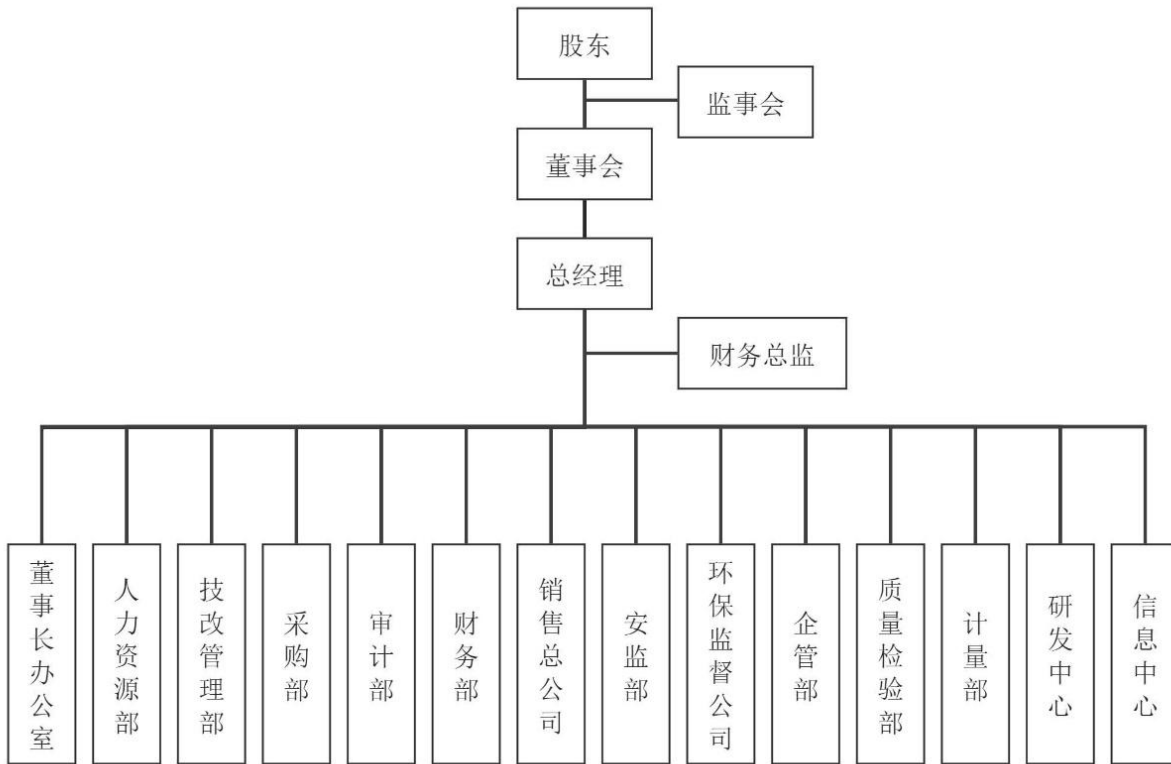 股东
监事会
董事会
总经理
财务总监
董事长办公室
人力资源部
技改管理部
采购部
审计部
财务部
销售总公司
安监部
环保监督公司
企管部
质量检验部
计量部
研发中心
信息中心